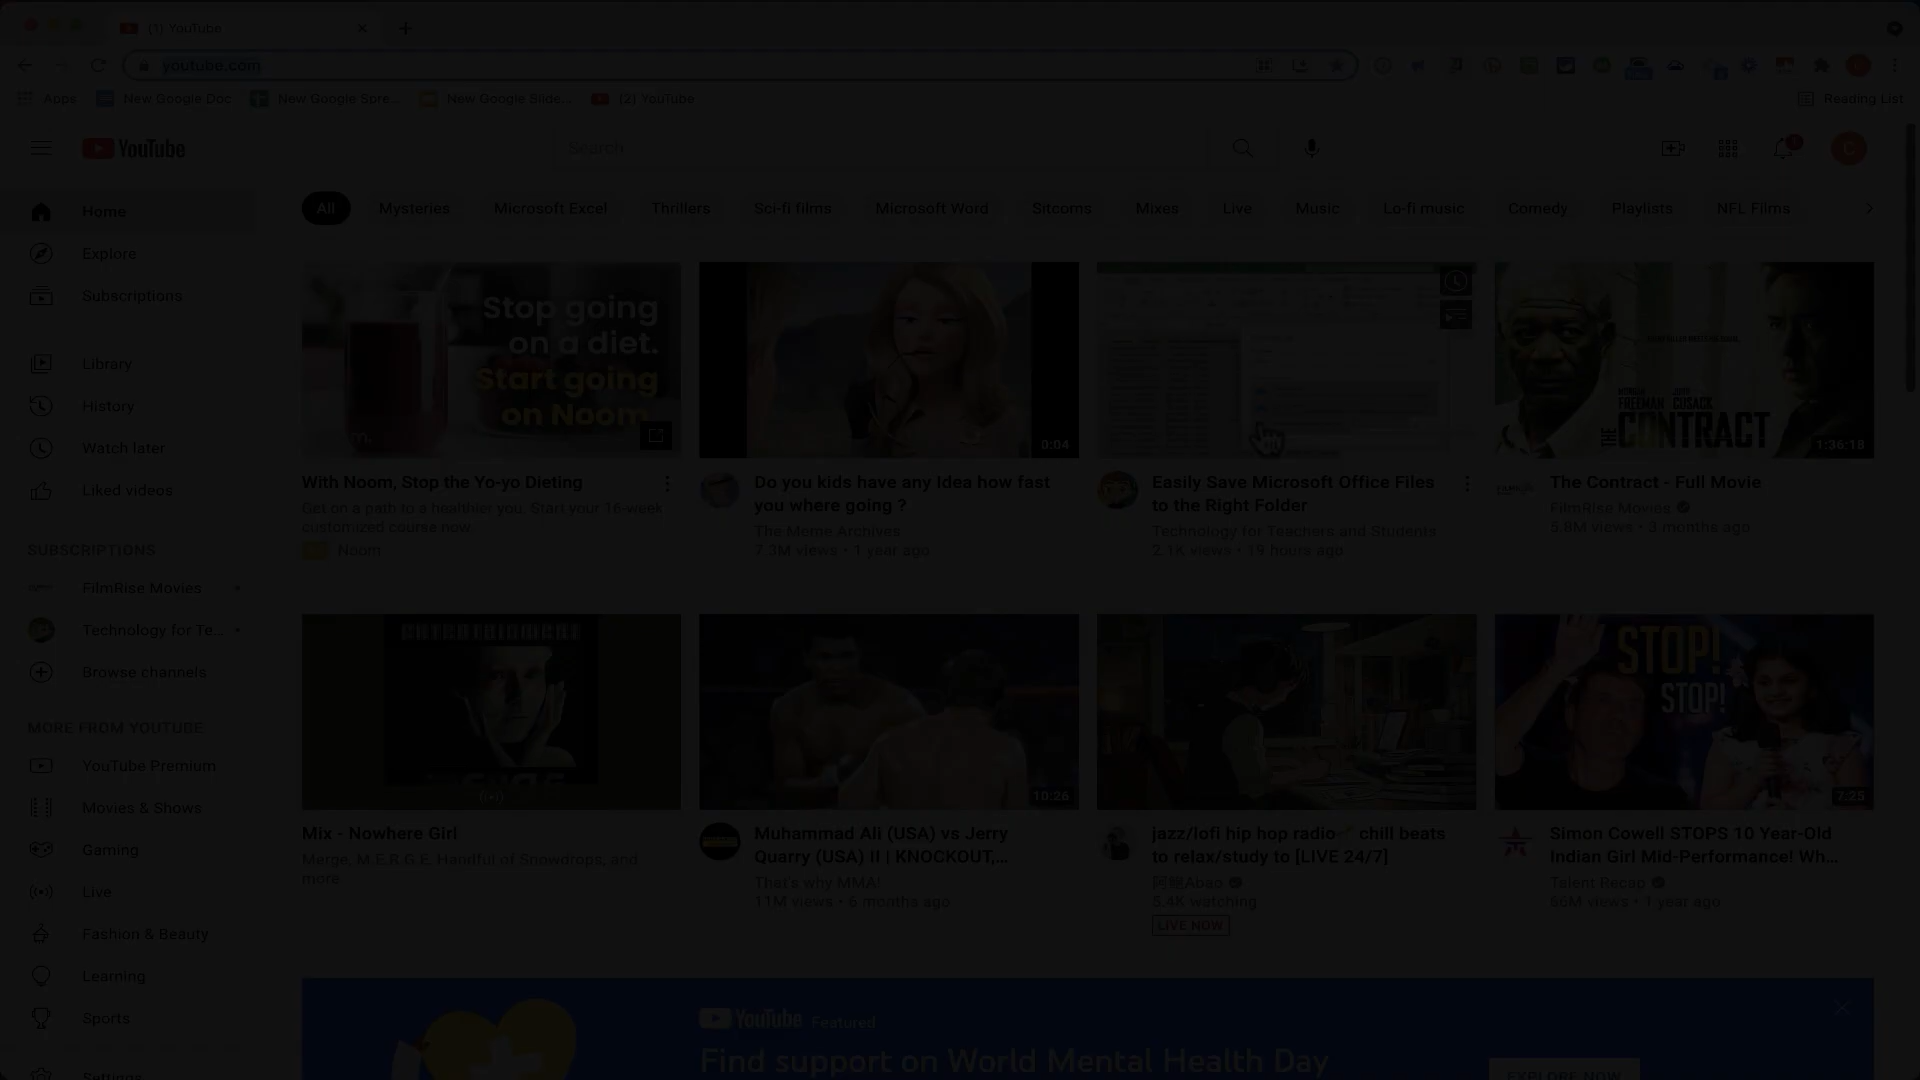 (1) YouTube
youtube.com
Apps
New Google Doc
New Google Spre...
New Google Slide...
(2) YouTube
Reading List
YouTube
Search
All
Mysteries
Microsoft Excel
Thrillers
Sci-fi films
Microsoft Word
Sitcoms
Mixes
Live
Music
Lo-fi music
Comedy
Playlists
NFL Films
Home
Explore
Subscriptions
Library
History
Watch later
Liked videos
SUBSCRIPTIONS
FilmRise Movies
Technology for Te...
Browse channels
MORE FROM YOUTUBE
YouTube Premium
Movies & Shows
Gaming
Live
Fashion & Beauty
Learning
Sports
Settings
Stop going
on a diet.
Start going
on Noom
With Noom, Stop the Yo-yo Dieting
Get on a path to a healthier you. Start your 16-week
customized course now
Noom
0:04
Do you kids have any Idea how fast
you where going ?
The Meme Archives
7.3M views • 1 year ago
Easily Save Microsoft Office Files
to the Right Folder
Technology for Teachers and Students
2.1K views • 19 hours ago
FREEMAN CUSACK
THE CONTRACT
1:36:18
The Contract - Full Movie
FilmRise Movies
5.8M views • 3 months ago
Mix - Nowhere Girl
Merge, M.E.R.G.E, Handful of Snowdrops, and
more
10:26
Muhammad Ali (USA) vs Jerry
Quarry (USA) II | KNOCKOUT,...
That's why MMA!
11M views • 6 months ago
jazz/lofi hip hop radio chill beats
to relax/study to [LIVE 24/7]
阿鲍Abao
5.4K watching
LIVE NOW
STOP!
STOP!
7:25
Simon Cowell STOPS 10 Year-Old
Indian Girl Mid-Performance! Wh...
Talent Recap
66M views • 1 year ago
YouTube Featured
Find support on World Mental Health Day
EXPLORE NOW